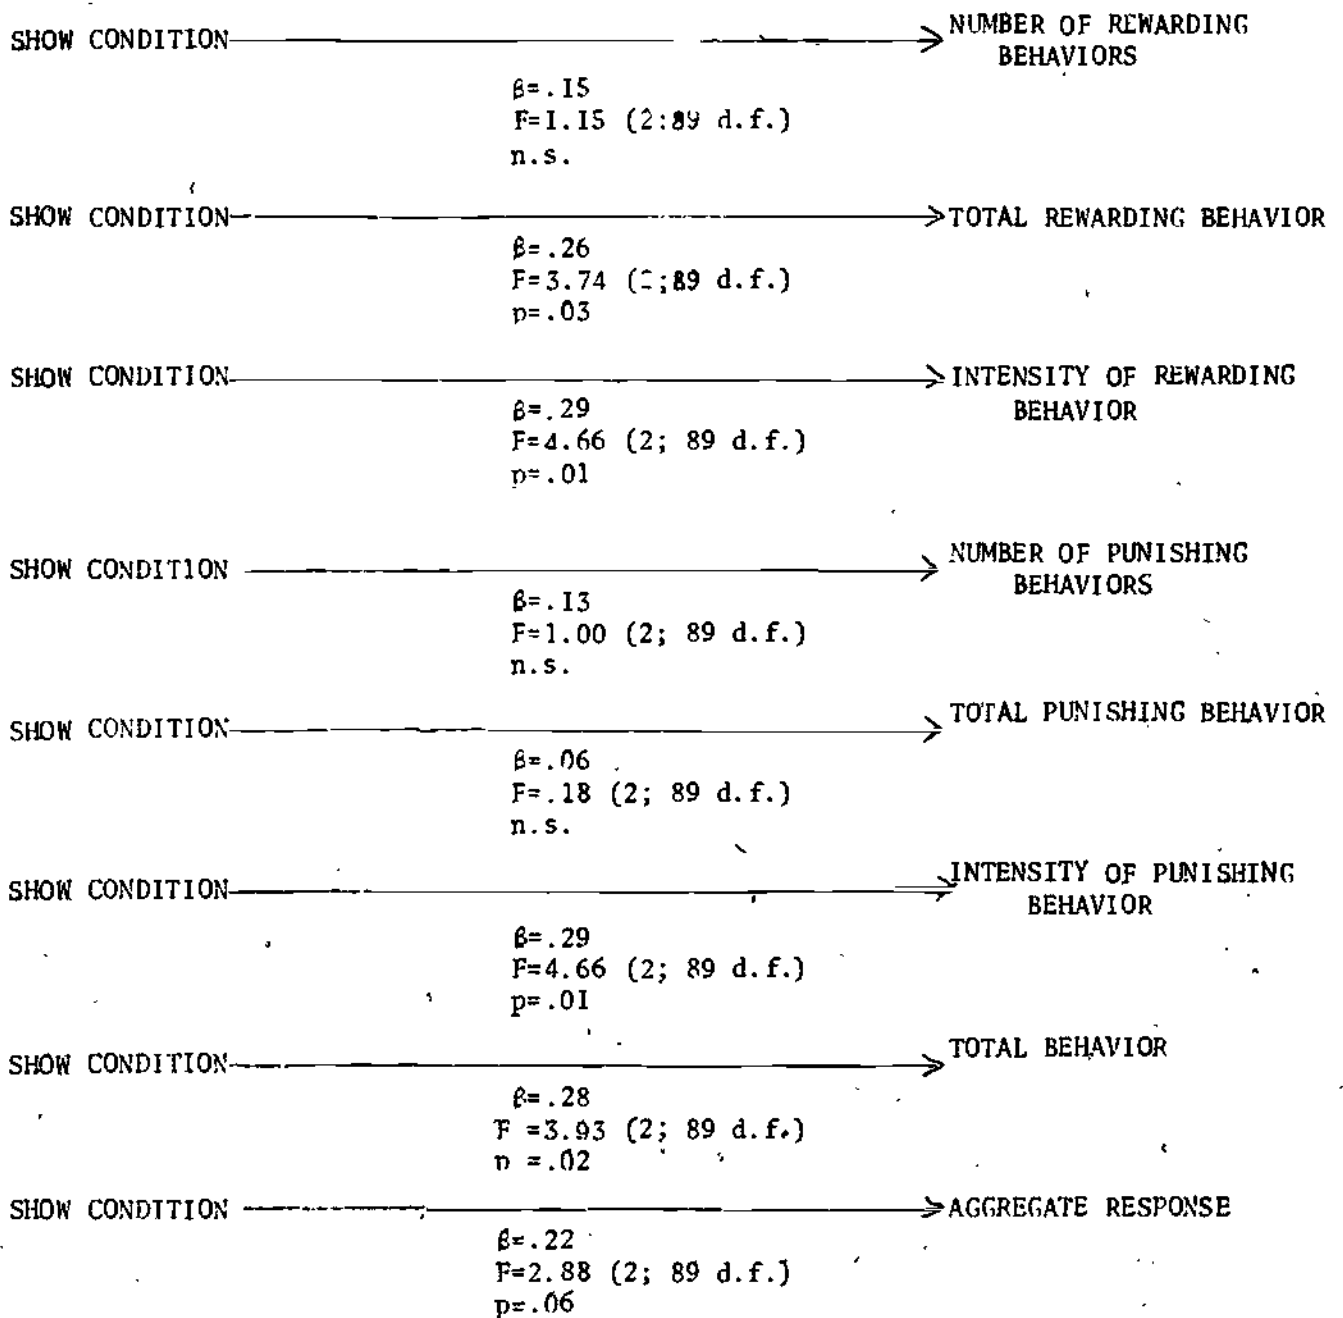 SHOW CONDITION → NUMBER OF REWARDING
BEHAVIORS
β=.15
F=1.15 (2:89 d.f.)
n.s.
SHOW CONDITION → TOTAL REWARDING BEHAVIOR
β=.26
F=3.74 (2;89 d.f.)
p=.03
SHOW CONDITION → INTENSITY OF REWARDING
BEHAVIOR
β=.29
F=4.66 (2; 89 d.f.)
p=.01
SHOW CONDITION → NUMBER OF PUNISHING
BEHAVIORS
β=.13
F=1.00 (2; 89 d.f.)
n.s.
SHOW CONDITION → TOTAL PUNISHING BEHAVIOR
β=.06
F=.18 (2; 89 d.f.)
n.s.
SHOW CONDITION → INTENSITY OF PUNISHING
BEHAVIOR
β=.29
F=4.66 (2; 89 d.f.)
p=.01
SHOW CONDITION → TOTAL BEHAVIOR
β=.28
F =3.93 (2; 89 d.f.)
p =.02
SHOW CONDITION → AGGREGATE RESPONSE
β=.22
F=2.88 (2; 89 d.f.)
p=.06